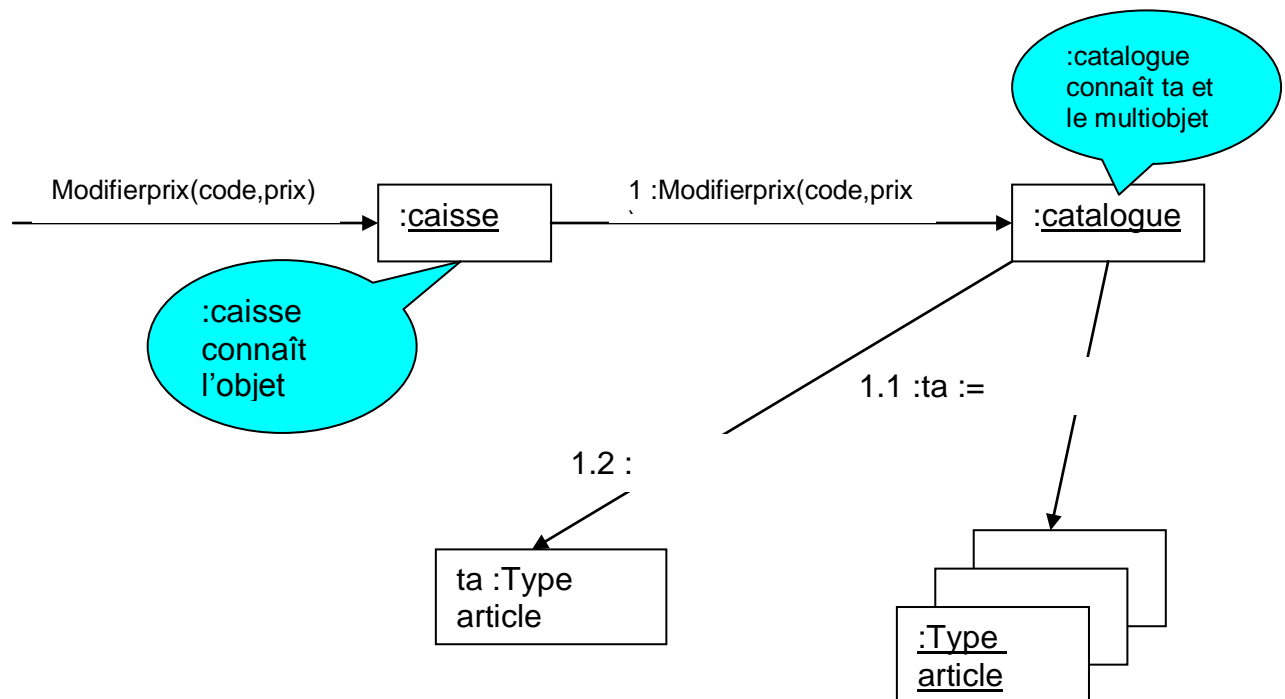 :catalogue
connaît ta et
le multiobjet
Modifierprix(code,prix)
:caisse
1 :Modifierprix(code,prix
:catalogue
:caisse
connaît
l’objet
1.1 :ta :=
1.2 :
ta :Type
article
:Type
article